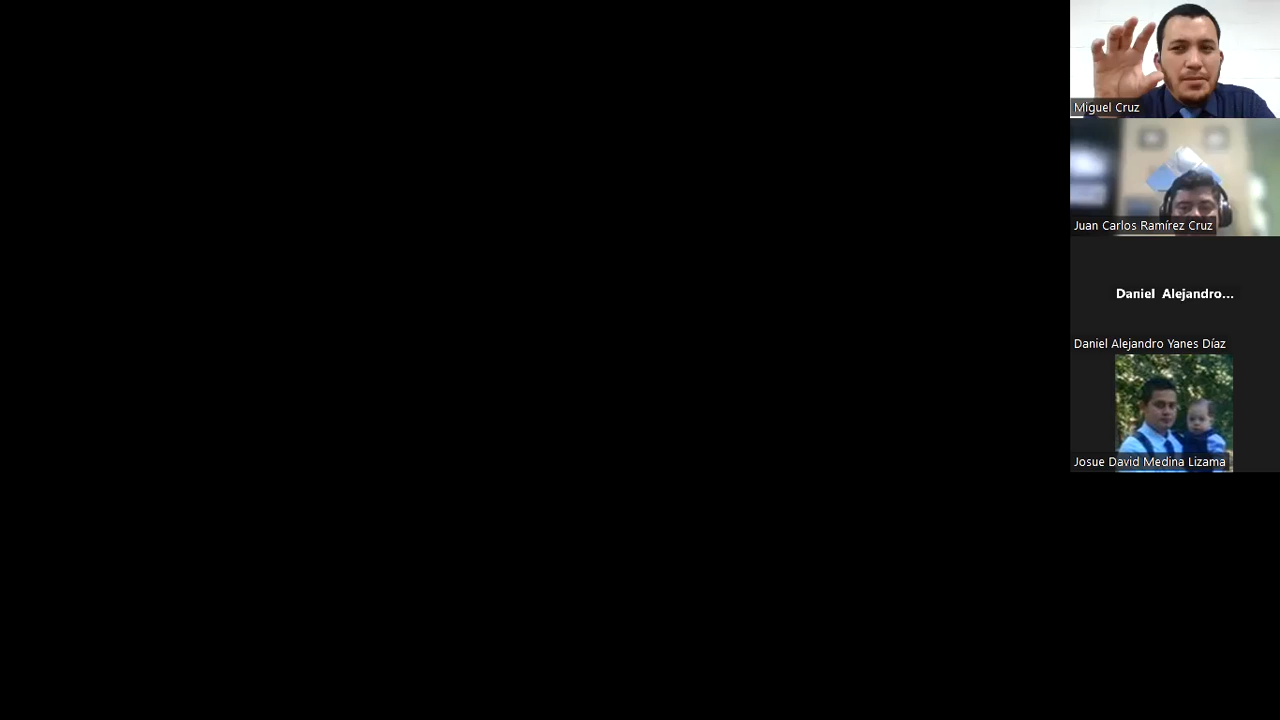 Miguel Cruz
Juan Carlos Ramírez Cruz
Daniel Alejandro...
Daniel Alejandro Yanes Díaz
Josue David Medina Lizama